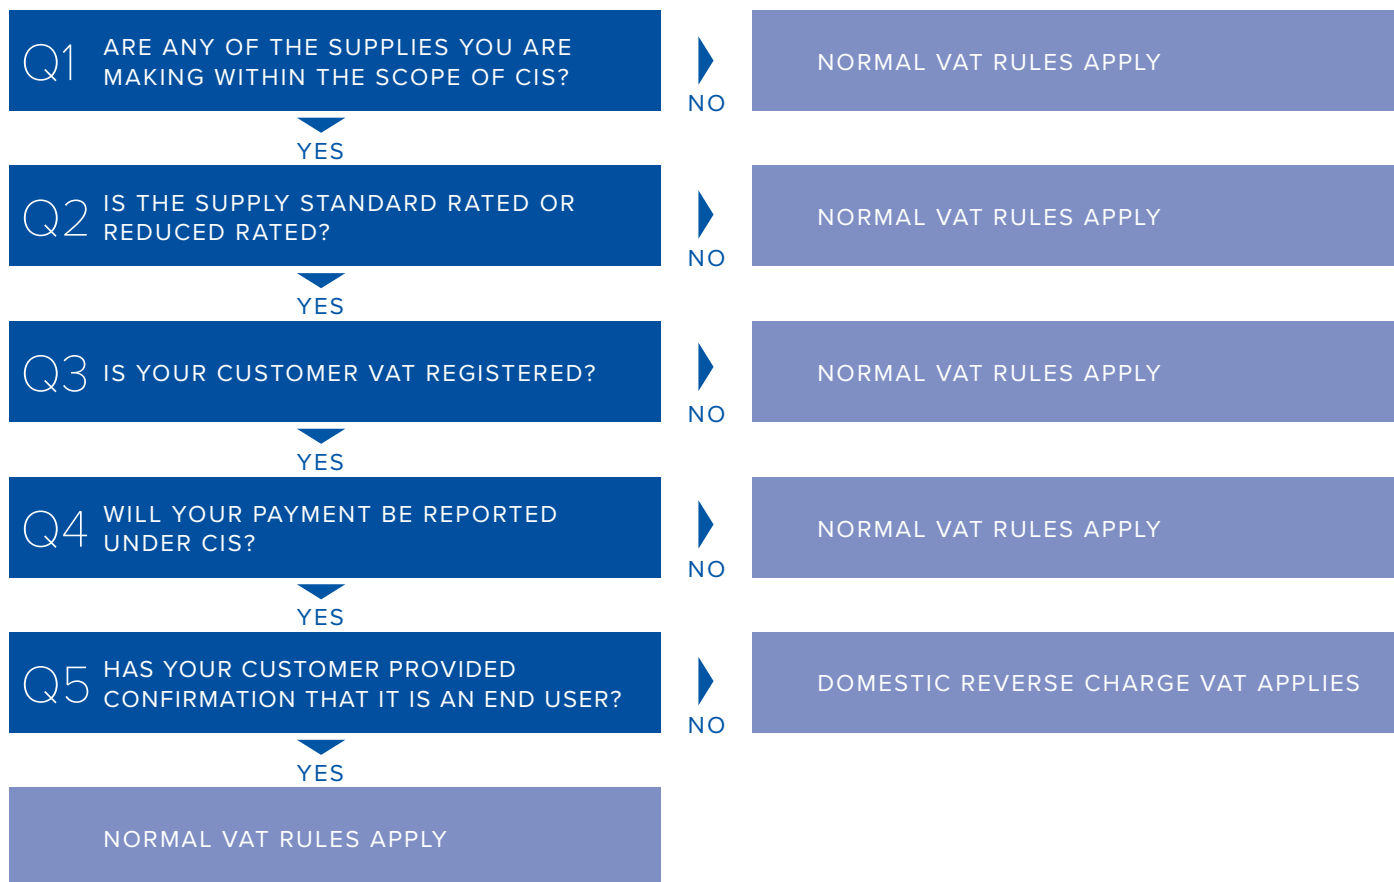 Q1 ARE ANY OF THE SUPPLIES YOU ARE
MAKING WITHIN THE SCOPE OF CIS?
NO
NORMAL VAT RULES APPLY
YES
Q2 IS THE SUPPLY STANDARD RATED OR
REDUCED RATED?
NO
NORMAL VAT RULES APPLY
YES
Q3 IS YOUR CUSTOMER VAT REGISTERED?
NO
NORMAL VAT RULES APPLY
YES
Q4 WILL YOUR PAYMENT BE REPORTED
UNDER CIS?
NO
NORMAL VAT RULES APPLY
YES
Q5 HAS YOUR CUSTOMER PROVIDED
CONFIRMATION THAT IT IS AN END USER?
NO
DOMESTIC REVERSE CHARGE VAT APPLIES
YES
NORMAL VAT RULES APPLY